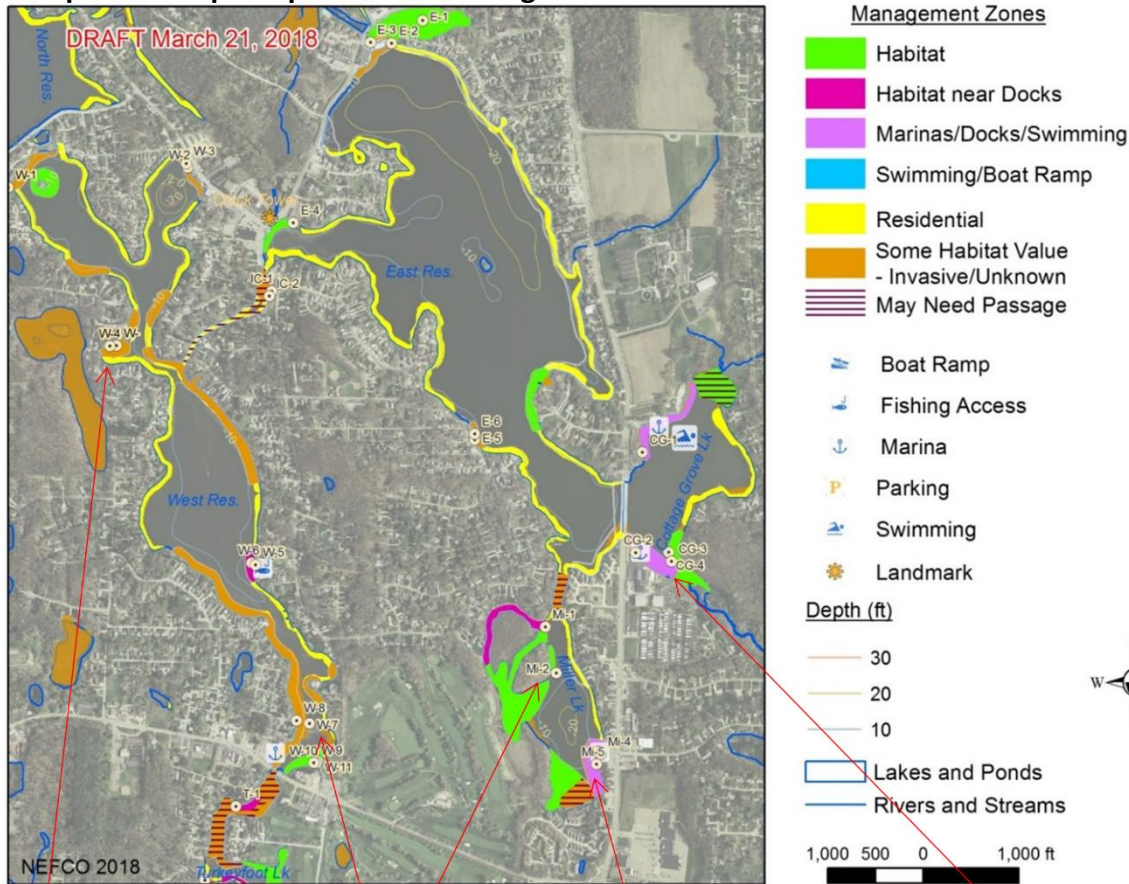 DRAFT March 21, 2018
North Res.
E-1
E-3
E-2
W-3
W-2
W-1
Clock Tower
E-4
East Res.
IC-1
IC-2
W-4
W-
E-6
E-5
CG-1
Cottage Grove Lk
West Res.
W-6
W-5
CG-2
CG-3
CG-4
Mi-1
Mi-2
Miller Lk
W-8
W-7
W-10
W-9
W-11
Mi-4
Mi-5
T-1
Turkeyfoot Lk
NEFCO 2018
-20
-10
Management Zones
Habitat
Habitat near Docks
Marinas/Docks/Swimming
Swimming/Boat Ramp
Residential
Some Habitat Value
- Invasive/Unknown
May Need Passage
Boat Ramp
Fishing Access
Marina
P Parking
Swimming
Landmark
Depth (ft)
30
20
10
Lakes and Ponds
Rivers and Streams
W
1,000 500 0 1,000 ft